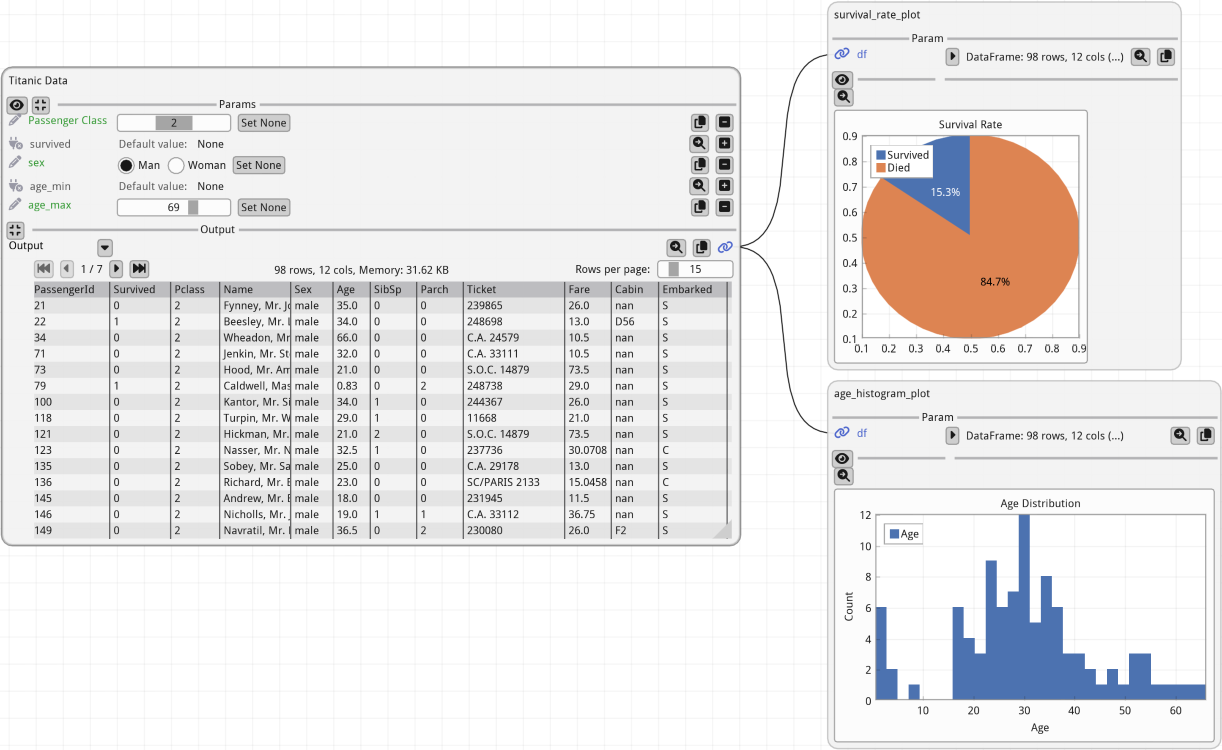 Titanic Data
Params
Passenger Class 2 Set None
survived Default value: None
sex Man Woman Set None
age_min Default value: None
age_max 69 Set None
Output
Output
1 / 7 98 rows, 12 cols, Memory: 31.62 KB Rows per page: 15
PassengerId Survived Pclass Name Sex Age SibSp Parch Ticket Fare Cabin Embarked
21 0 2 Fynney, Mr. Jo male 35.0 0 0 239865 26.0 nan S
22 1 2 Beesley, Mr. male 34.0 0 0 248698 13.0 D56 S
34 0 2 Wheadon, Mr male 66.0 0 0 C.A. 24579 10.5 nan S
71 0 2 Jenkin, Mr. St male 32.0 0 0 C.A. 33111 10.5 nan S
73 0 2 Hood, Mr. Am male 21.0 0 0 S.O.C. 14879 73.5 nan S
79 1 2 Caldwell, Mas male 0.83 0 2 248738 29.0 nan S
100 0 2 Kantor, Mr. Si male 34.0 1 0 244367 26.0 nan S
118 0 2 Turpin, Mr. W male 29.0 1 0 11668 21.0 nan S
121 0 2 Hickman, Mr. male 21.0 2 0 S.O.C. 14879 73.5 nan S
123 0 2 Nasser, Mr. N male 32.5 1 0 237736 30.0708 nan C
135 0 2 Sobey, Mr. Sa male 25.0 0 0 C.A. 29178 13.0 nan S
136 0 2 Richard, Mr. E male 23.0 0 0 SC/PARIS 2133 15.0458 nan C
145 0 2 Andrew, Mr. E male 18.0 0 0 231945 11.5 nan S
146 0 2 Nicholls, Mr. male 19.0 1 1 C.A. 33112 36.75 nan S
149 0 2 Navratil, Mr. male 36.5 0 2 230080 26.0 F2 S
survival_rate_plot
Param
df DataFrame: 98 rows, 12 cols (...)
Survival Rate
0.9
0.8
0.7
0.6
0.5
0.4
0.3
0.2
0.1
Survived
Died
15.3%
84.7%
0.1 0.2 0.3 0.4 0.5 0.6 0.7 0.8 0.9
age_histogram_plot
Param
df DataFrame: 98 rows, 12 cols (...)
Age Distribution
12
10
8
6
4
2
0
Count
Age
10 20 30 40 50 60
Age